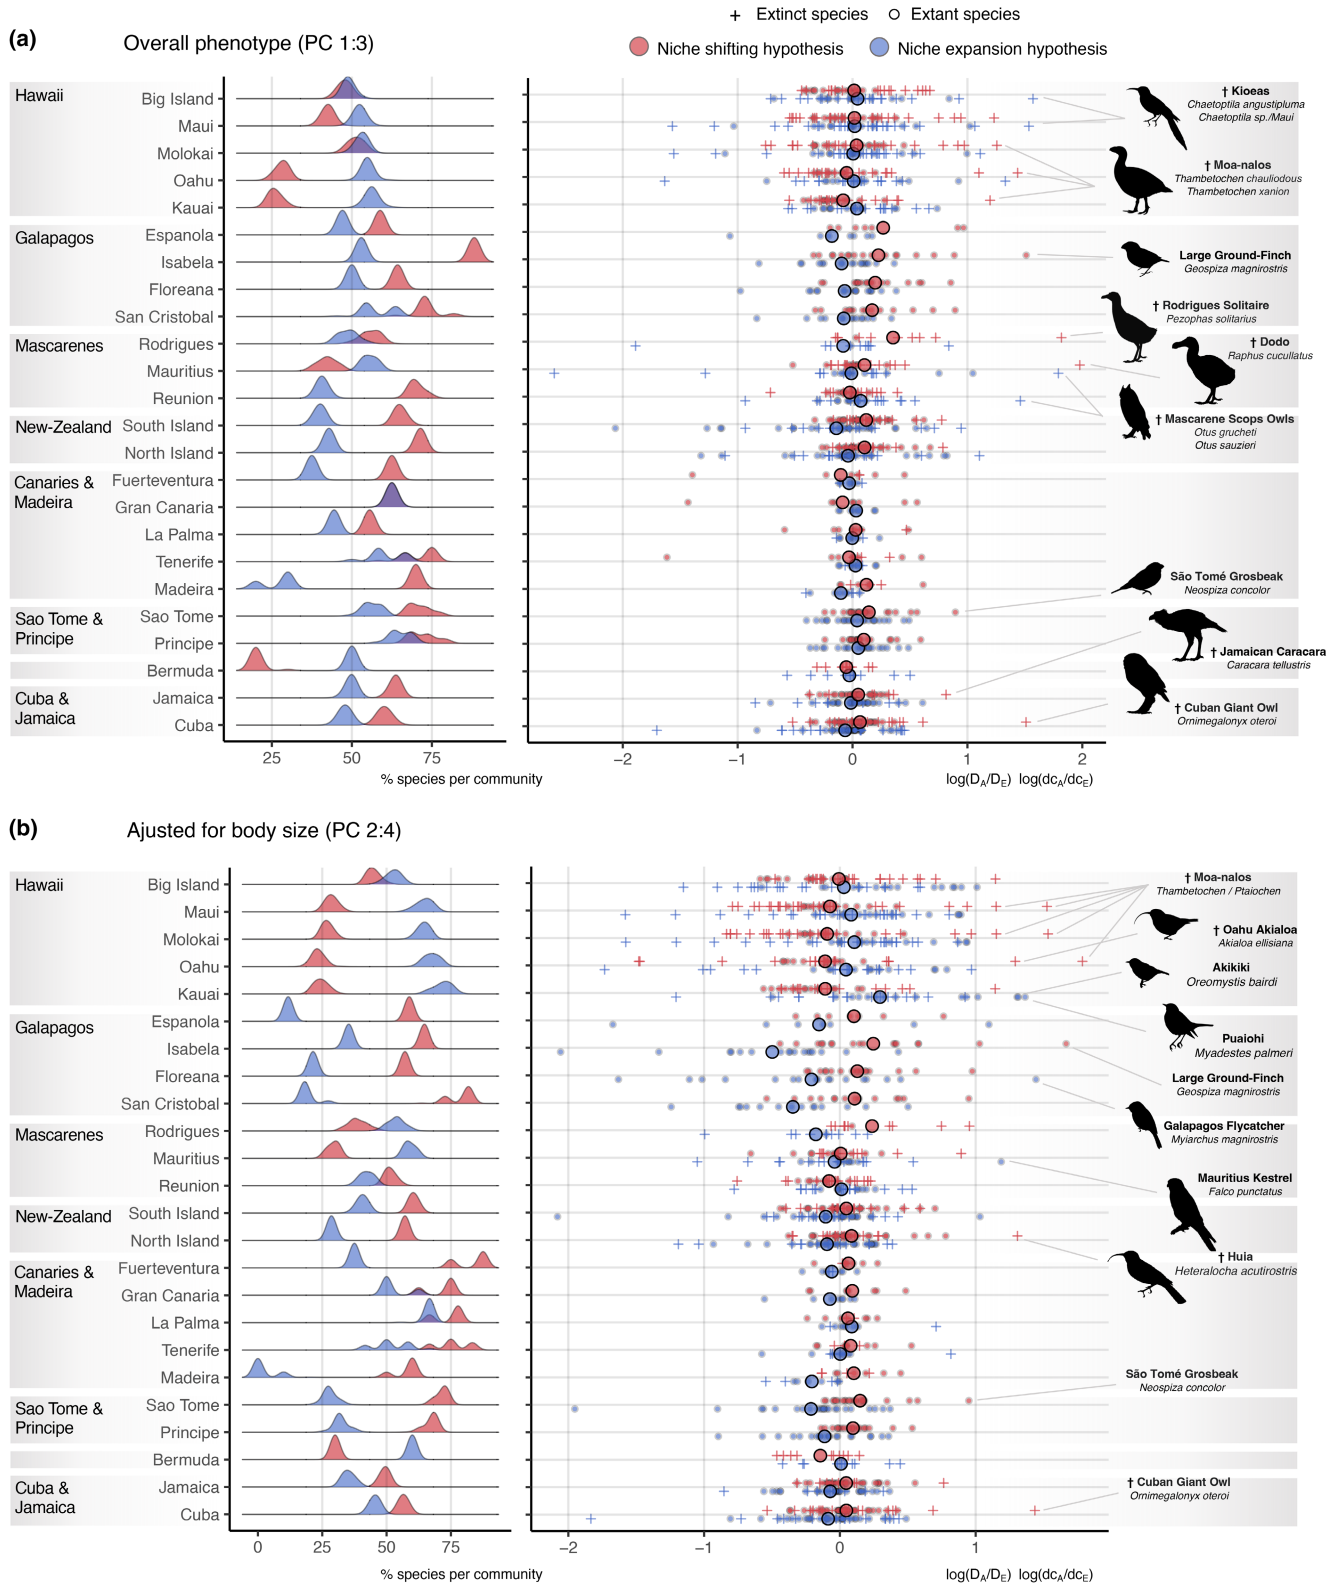 + Extinct species ○ Extant species
(a) Overall phenotype (PC 1:3)
Niche shifting hypothesis Niche expansion hypothesis
Hawaii
Big Island
Maui
Molokai
Oahu
Kauai
Galapagos
Espanola
Isabela
Floreana
San Cristobal
Mascarenes
Rodrigues
Mauritius
Reunion
New-Zealand
South Island
North Island
Canaries &
Madeira
Fuerteventura
Gran Canaria
La Palma
Tenerife
Madeira
Sao Tome &
Principe
Sao Tome
Principe
Bermuda
Cuba &
Jamaica
Jamaica
Cuba
25 50 75
% species per community
−2 −1 0 1 2
log(DA/DE) log(dcA/dcE)
† Kioeas
Chaetoptila angustipluma
Chaetoptila sp./Maui
† Moa-nalos
Thambetochen chauliodous
Thambetochen xanion
Large Ground-Finch
Geospiza magnirostris
† Rodrigues Solitaire
Pezophas solitarius
† Dodo
Raphus cucullatus
† Mascarene Scops Owls
Otus grucheti
Otus sauzieri
São Tomé Grosbeak
Neospiza concolor
† Jamaican Caracara
Caracara tellustris
† Cuban Giant Owl
Ornimegalonyx oteroi
(b) Ajusted for body size (PC 2:4)
Hawaii
Big Island
Maui
Molokai
Oahu
Kauai
Galapagos
Espanola
Isabela
Floreana
San Cristobal
Mascarenes
Rodrigues
Mauritius
Reunion
New-Zealand
South Island
North Island
Canaries &
Madeira
Fuerteventura
Gran Canaria
La Palma
Tenerife
Madeira
Sao Tome &
Principe
Sao Tome
Principe
Bermuda
Cuba &
Jamaica
Jamaica
Cuba
0 25 50 75
% species per community
−2 −1 0 1
log(DA/DE) log(dcA/dcE)
† Moa-nalos
Thambetochen / Ptaiochen
† Oahu Akialoa
Akialoa ellisiana
Akikiki
Oreomystis bairdi
Puaiohi
Myadestes palmeri
Large Ground-Finch
Geospiza magnirostris
Galapagos Flycatcher
Myiarchus magnirostris
Mauritius Kestrel
Falco punctatus
† Huia
Heteralocha acutirostris
São Tomé Grosbeak
Neospiza concolor
† Cuban Giant Owl
Ornimegalonyx oteroi